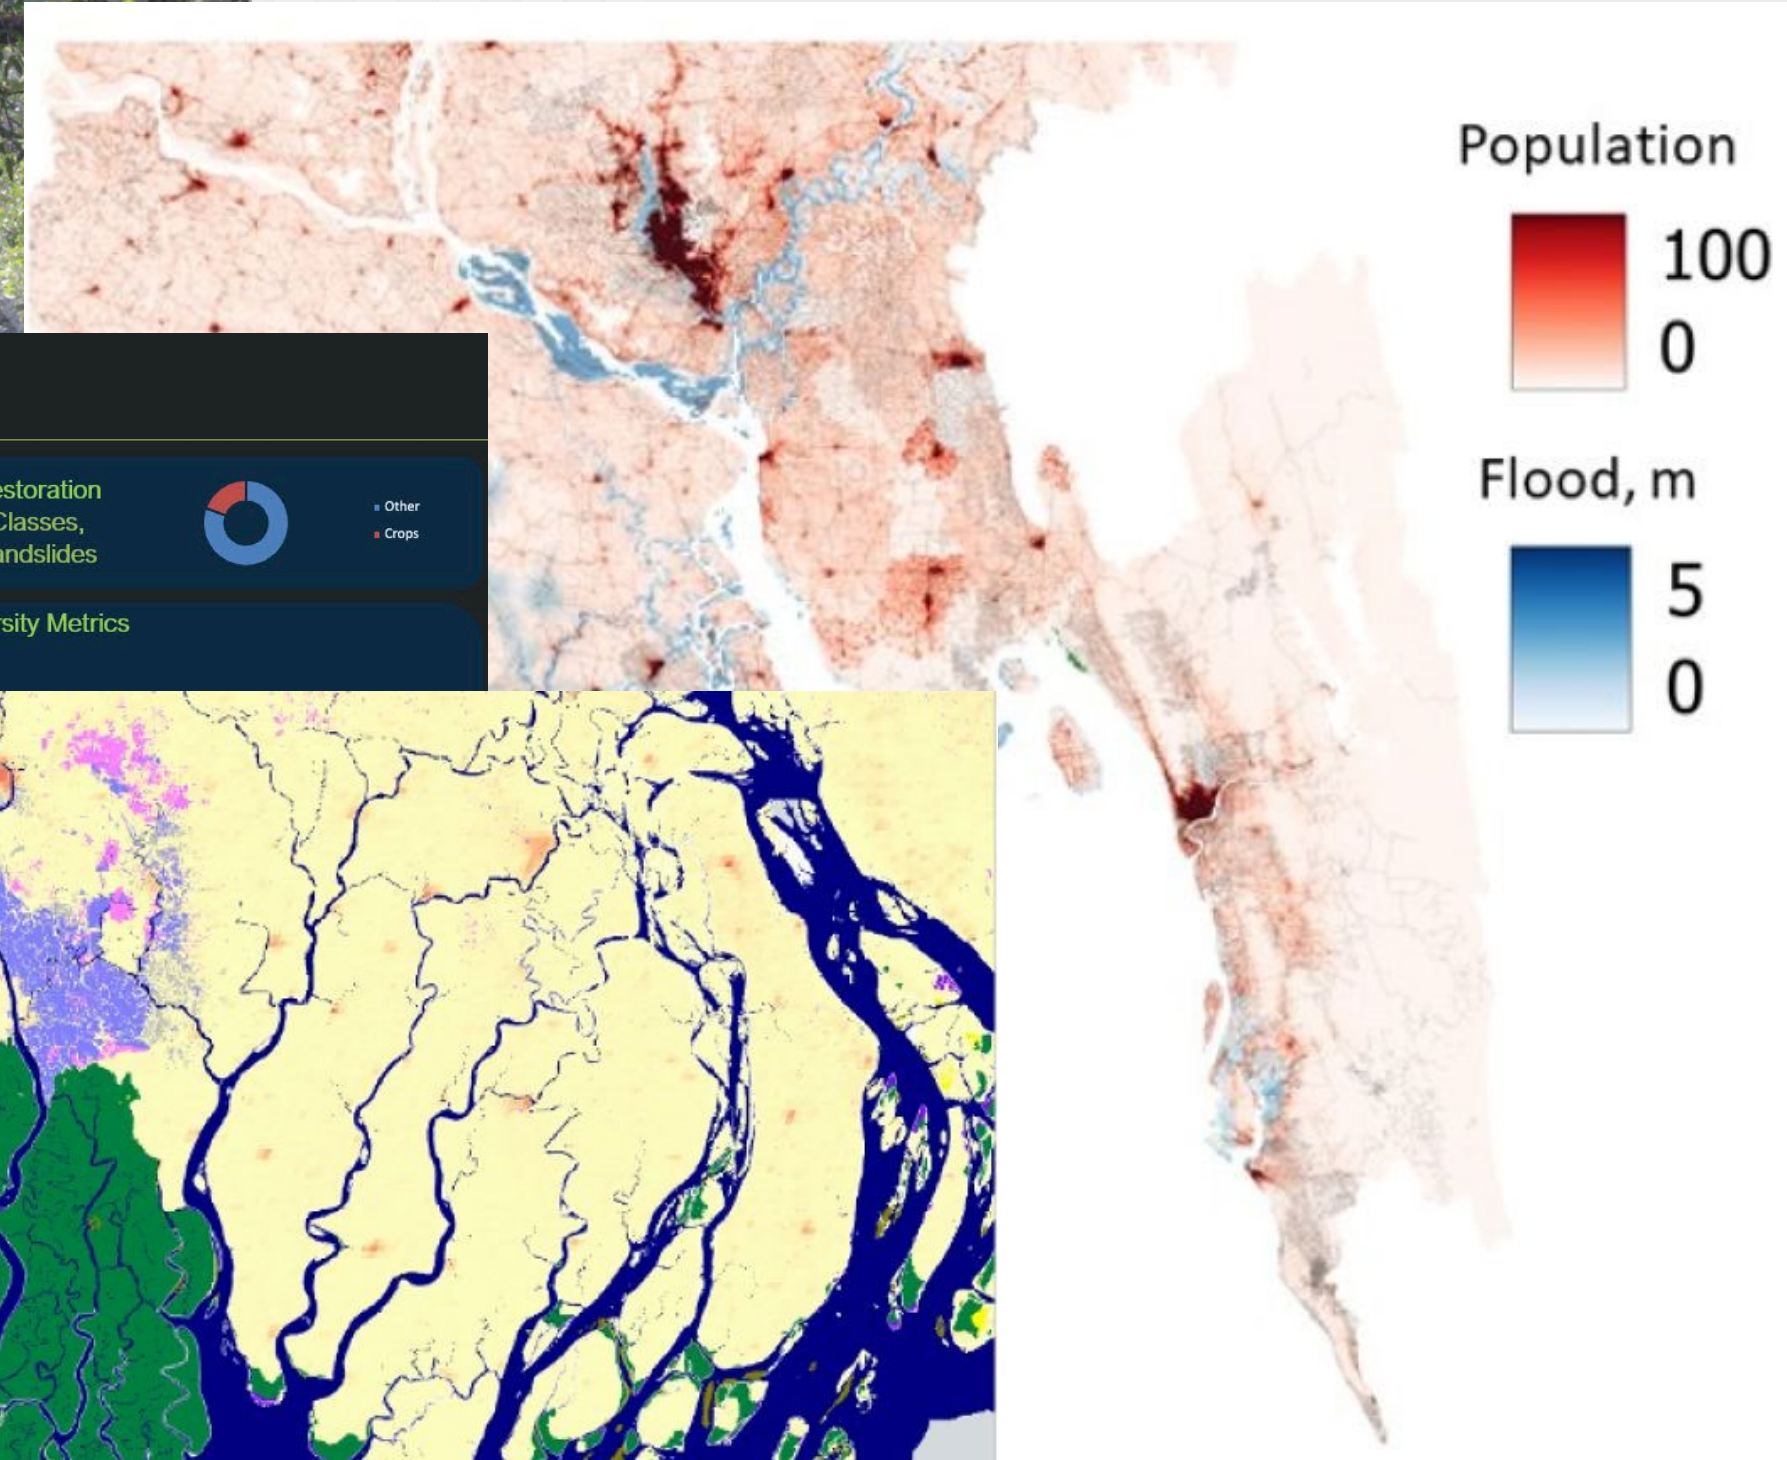 Population
100
0
Flood, m
5
0
estoration
Classes,
andslides
Other
Crops
rsity Metrics